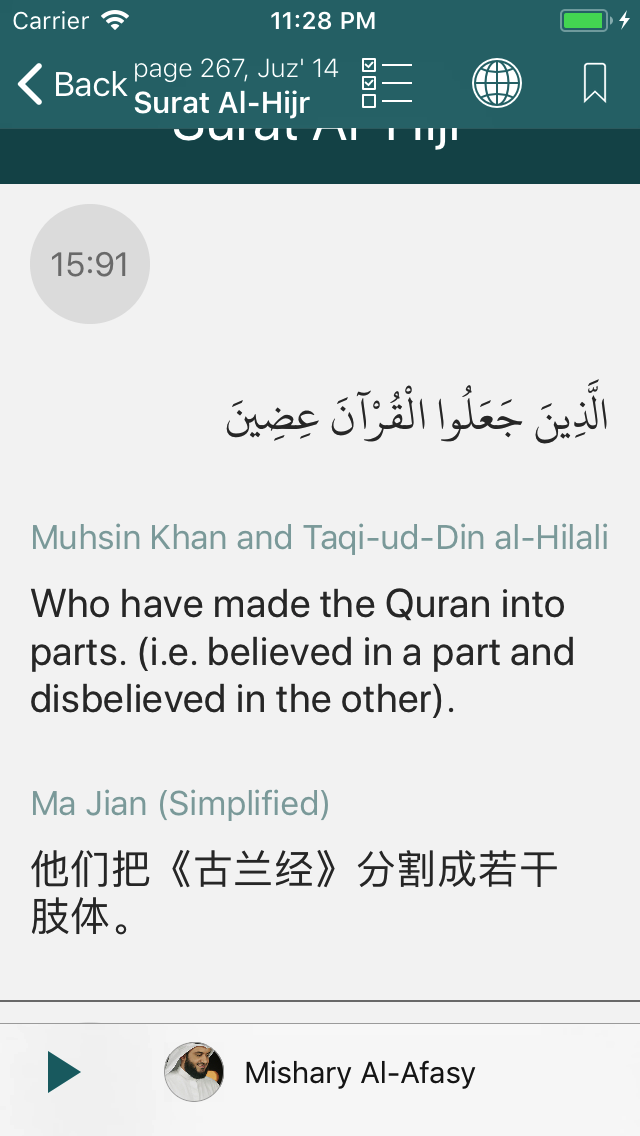 Carrier
11:28 PM
Back
page 267, Juz' 14
Surat Al-Hijr
Surat Al-Hijr
15:91
الَّذِينَ جَعَلُوا الْقُرْآنَ عِضِينَ
Muhsin Khan and Taqi-ud-Din al-Hilali
Who have made the Quran into
parts. (i.e. believed in a part and
disbelieved in the other).
Ma Jian (Simplified)
他们把《古兰经》分割成若干
肢体。
Mishary Al-Afasy